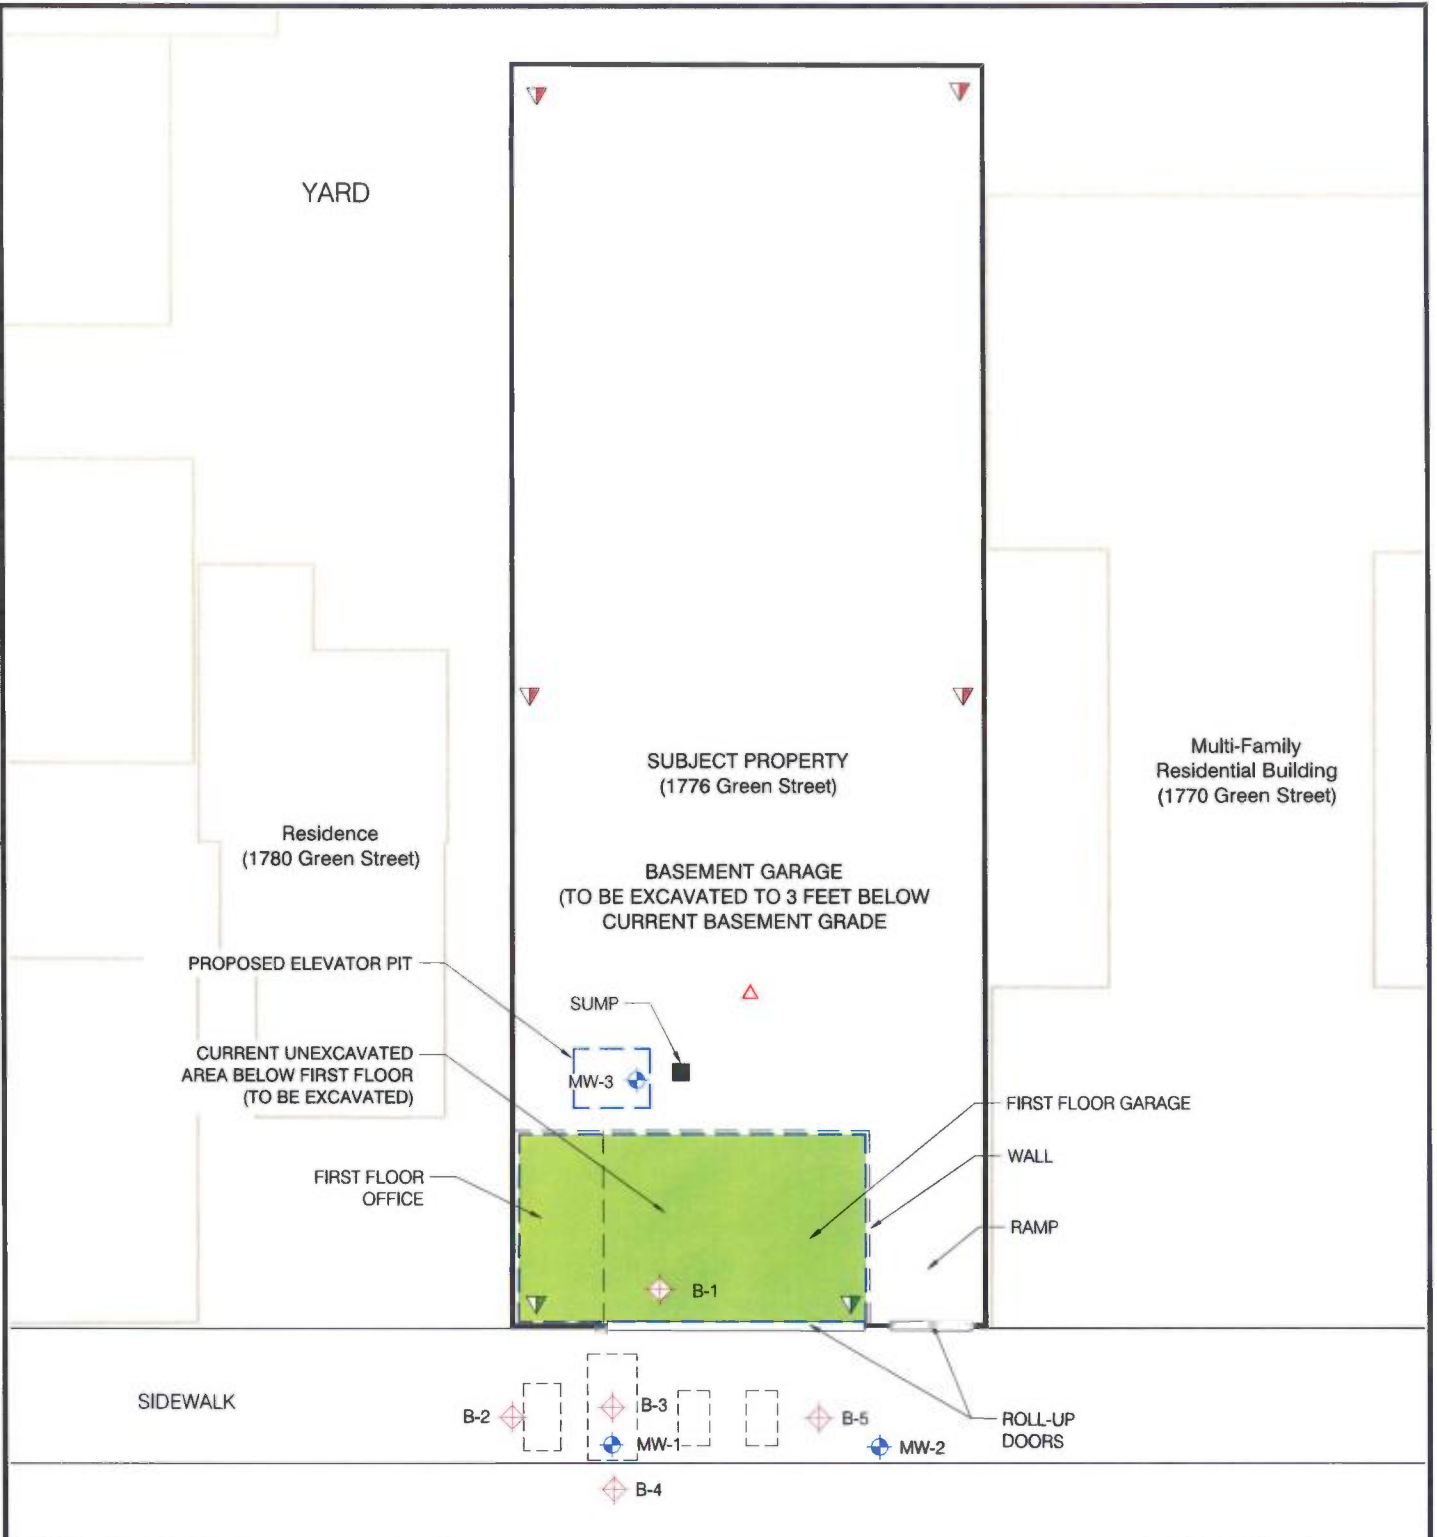 YARD
SUBJECT PROPERTY
(1776 Green Street)
Multi-Family
Residential Building
(1770 Green Street)
Residence
(1780 Green Street)
BASEMENT GARAGE
(TO BE EXCAVATED TO 3 FEET BELOW
CURRENT BASEMENT GRADE
PROPOSED ELEVATOR PIT
SUMP
CURRENT UNEXCAVATED
AREA BELOW FIRST FLOOR
(TO BE EXCAVATED)
MW-3
FIRST FLOOR GARAGE
WALL
FIRST FLOOR
OFFICE
RAMP
B-1
SIDEWALK
B-2
B-3
B-5
ROLL-UP
DOORS
MW-1
MW-2
B-4